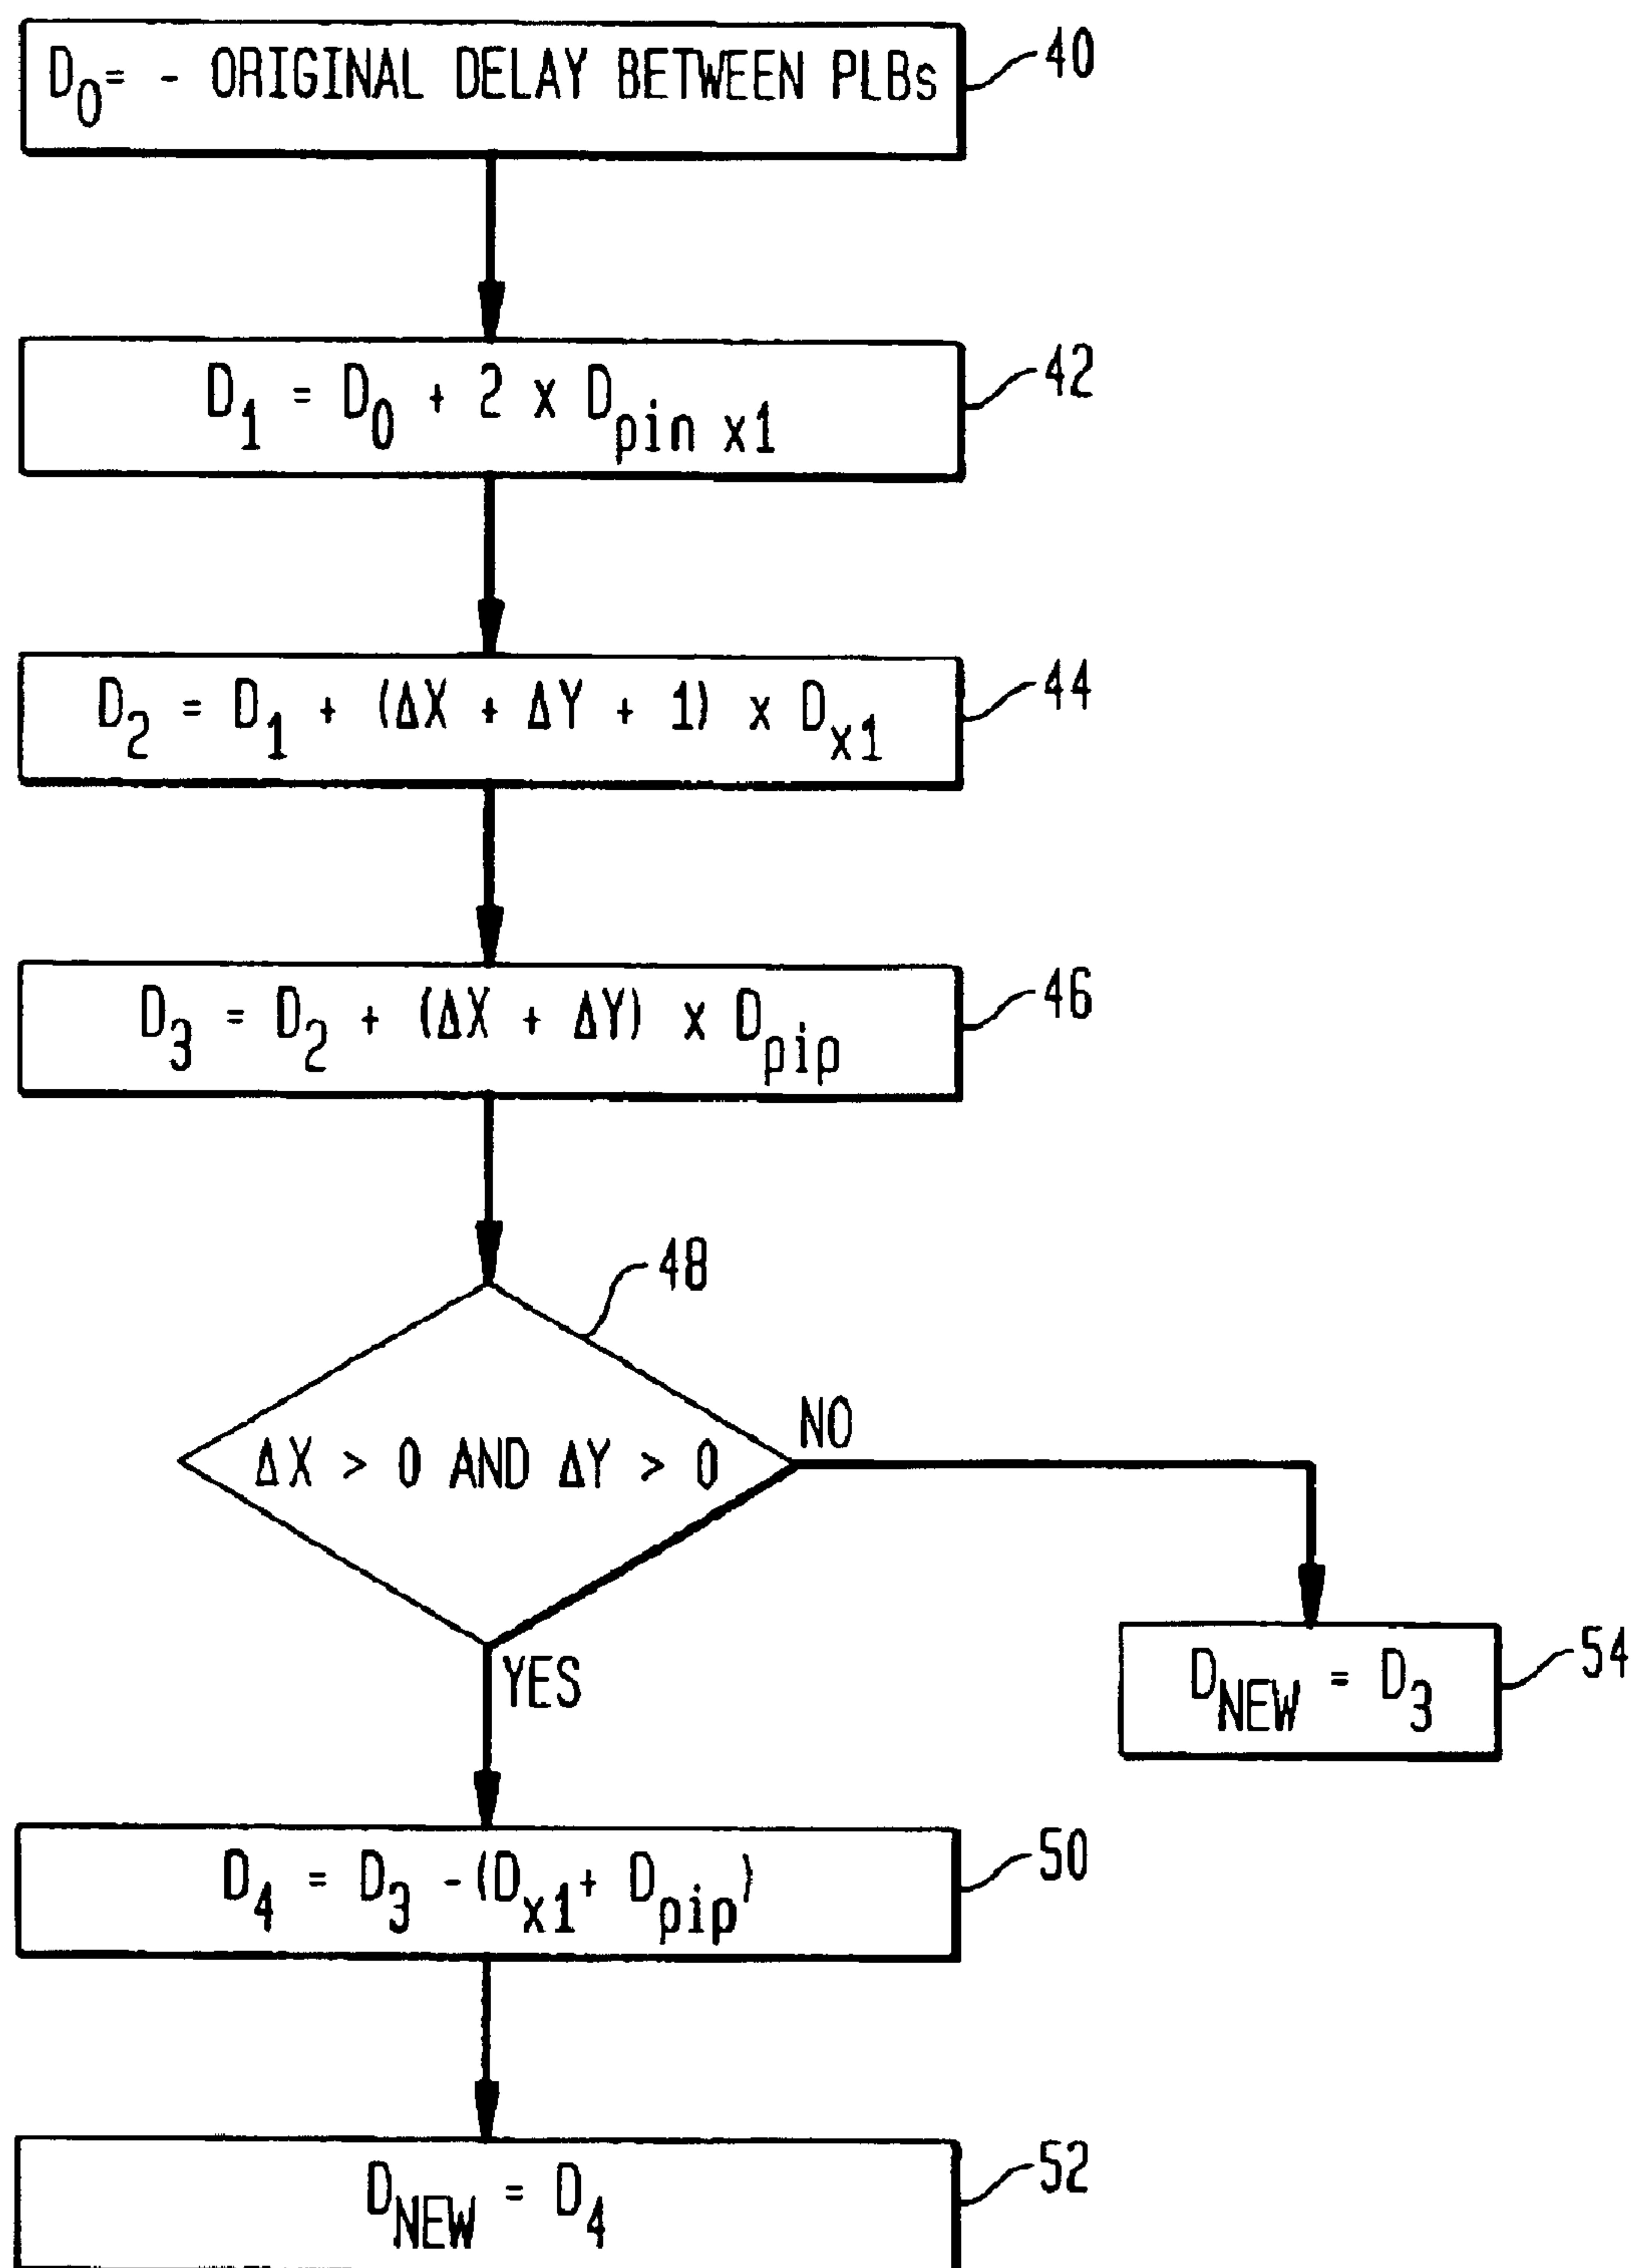 D0= - ORIGINAL DELAY BETWEEN PLBs
40
D1 = D0 + 2 x Dpin x1
42
D2 = D1 + (ΔX + ΔY + 1) x Dx1
44
D3 = D2 + (ΔX + ΔY) x Dpip
46
48
ΔX > 0 AND ΔY > 0
NO
YES
DNEW = D3
54
D4 = D3 -(Dx1+ Dpip)
50
DNEW = D4
52